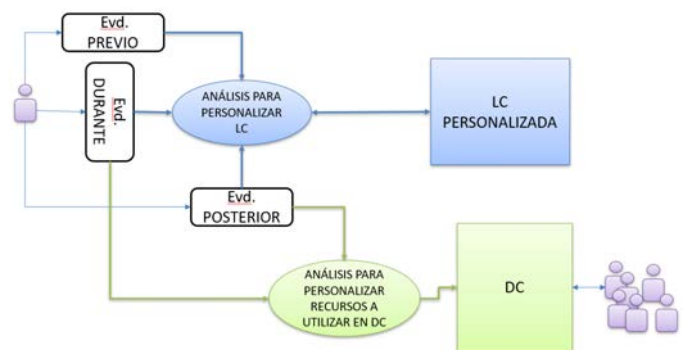 Evd.
PREVIO
Evd.
DURANTE
ANÁLISIS PARA
PERSONALIZAR
LC
LC
PERSONALIZADA
Evd.
POSTERIOR
ANÁLISIS PARA
PERSONALIZAR
RECURSOS A
UTILIZAR EN DC
DC